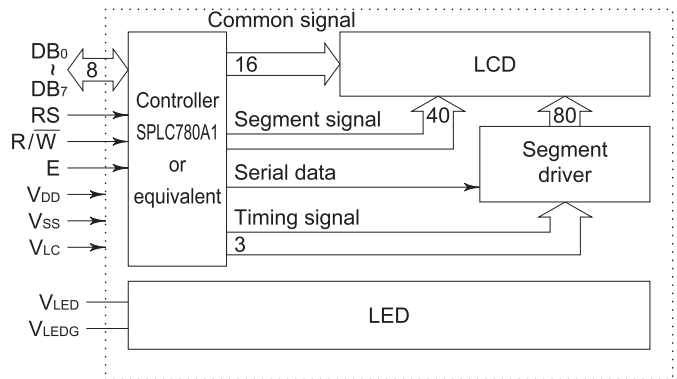 Common signal
DB0
~
DB7
8
16
LCD
RS
R/W̅
E
Controller
SPLC780A1
or
equivalent
Segment signal
40
80
Segment
driver
Serial data
VDD
VSS
VLC
Timing signal
3
VLED
VLEDG
LED